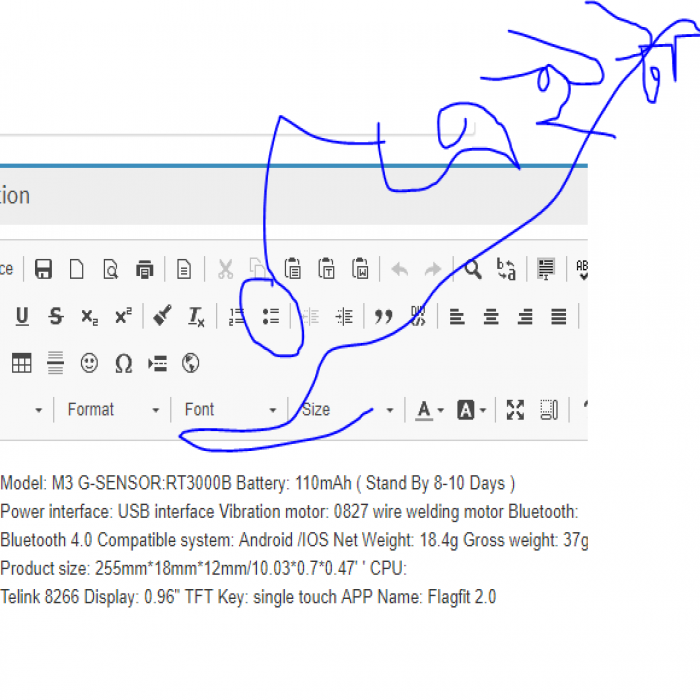 tion
ce
Format Font Size
Model: M3 G-SENSOR:RT3000B Battery: 110mAh ( Stand By 8-10 Days )
Power interface: USB interface Vibration motor: 0827 wire welding motor Bluetooth:
Bluetooth 4.0 Compatible system: Android /IOS Net Weight: 18.4g Gross weight: 37g
Product size: 255mm*18mm*12mm/10.03*0.7*0.47' ' CPU:
Telink 8266 Display: 0.96" TFT Key: single touch APP Name: Flagfit 2.0